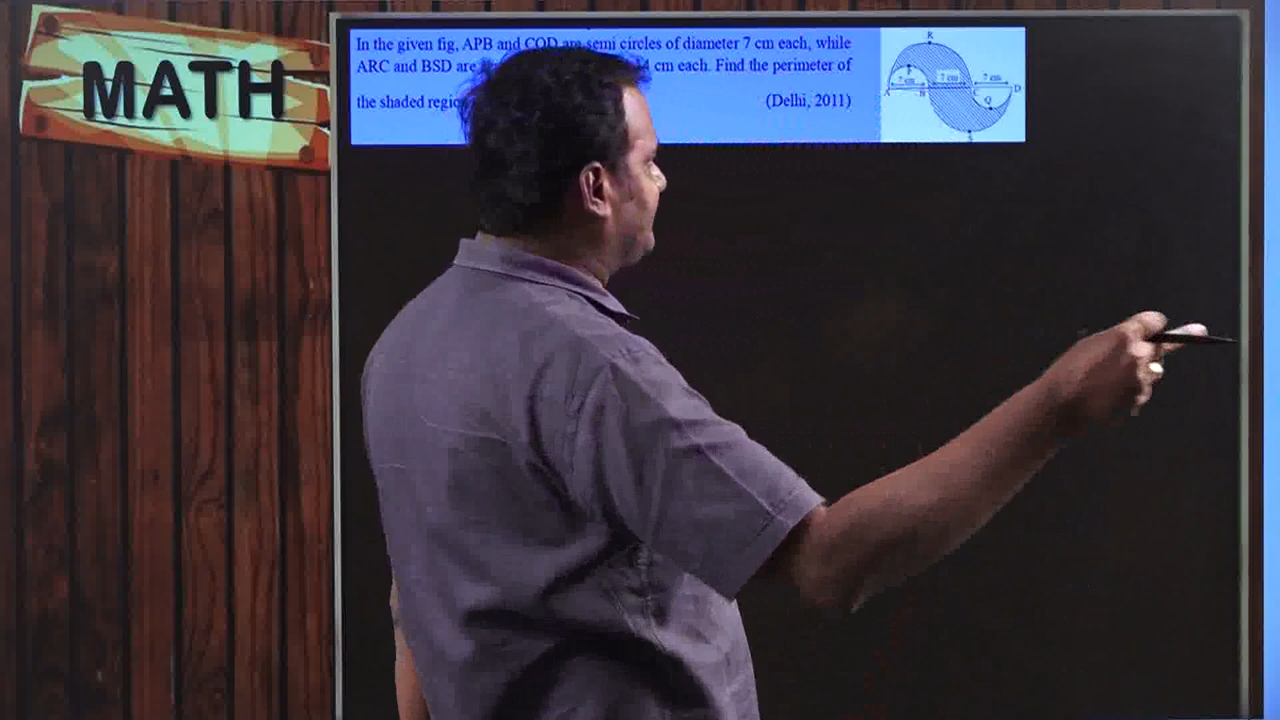 MATH
In the given fig, APB and CQD are semi circles of diameter 7 cm each, while
ARC and BSD are 4 cm each. Find the perimeter of
the shaded (Delhi, 2011)
R
7 cm 7 cm 7 cm
A B C D
Q